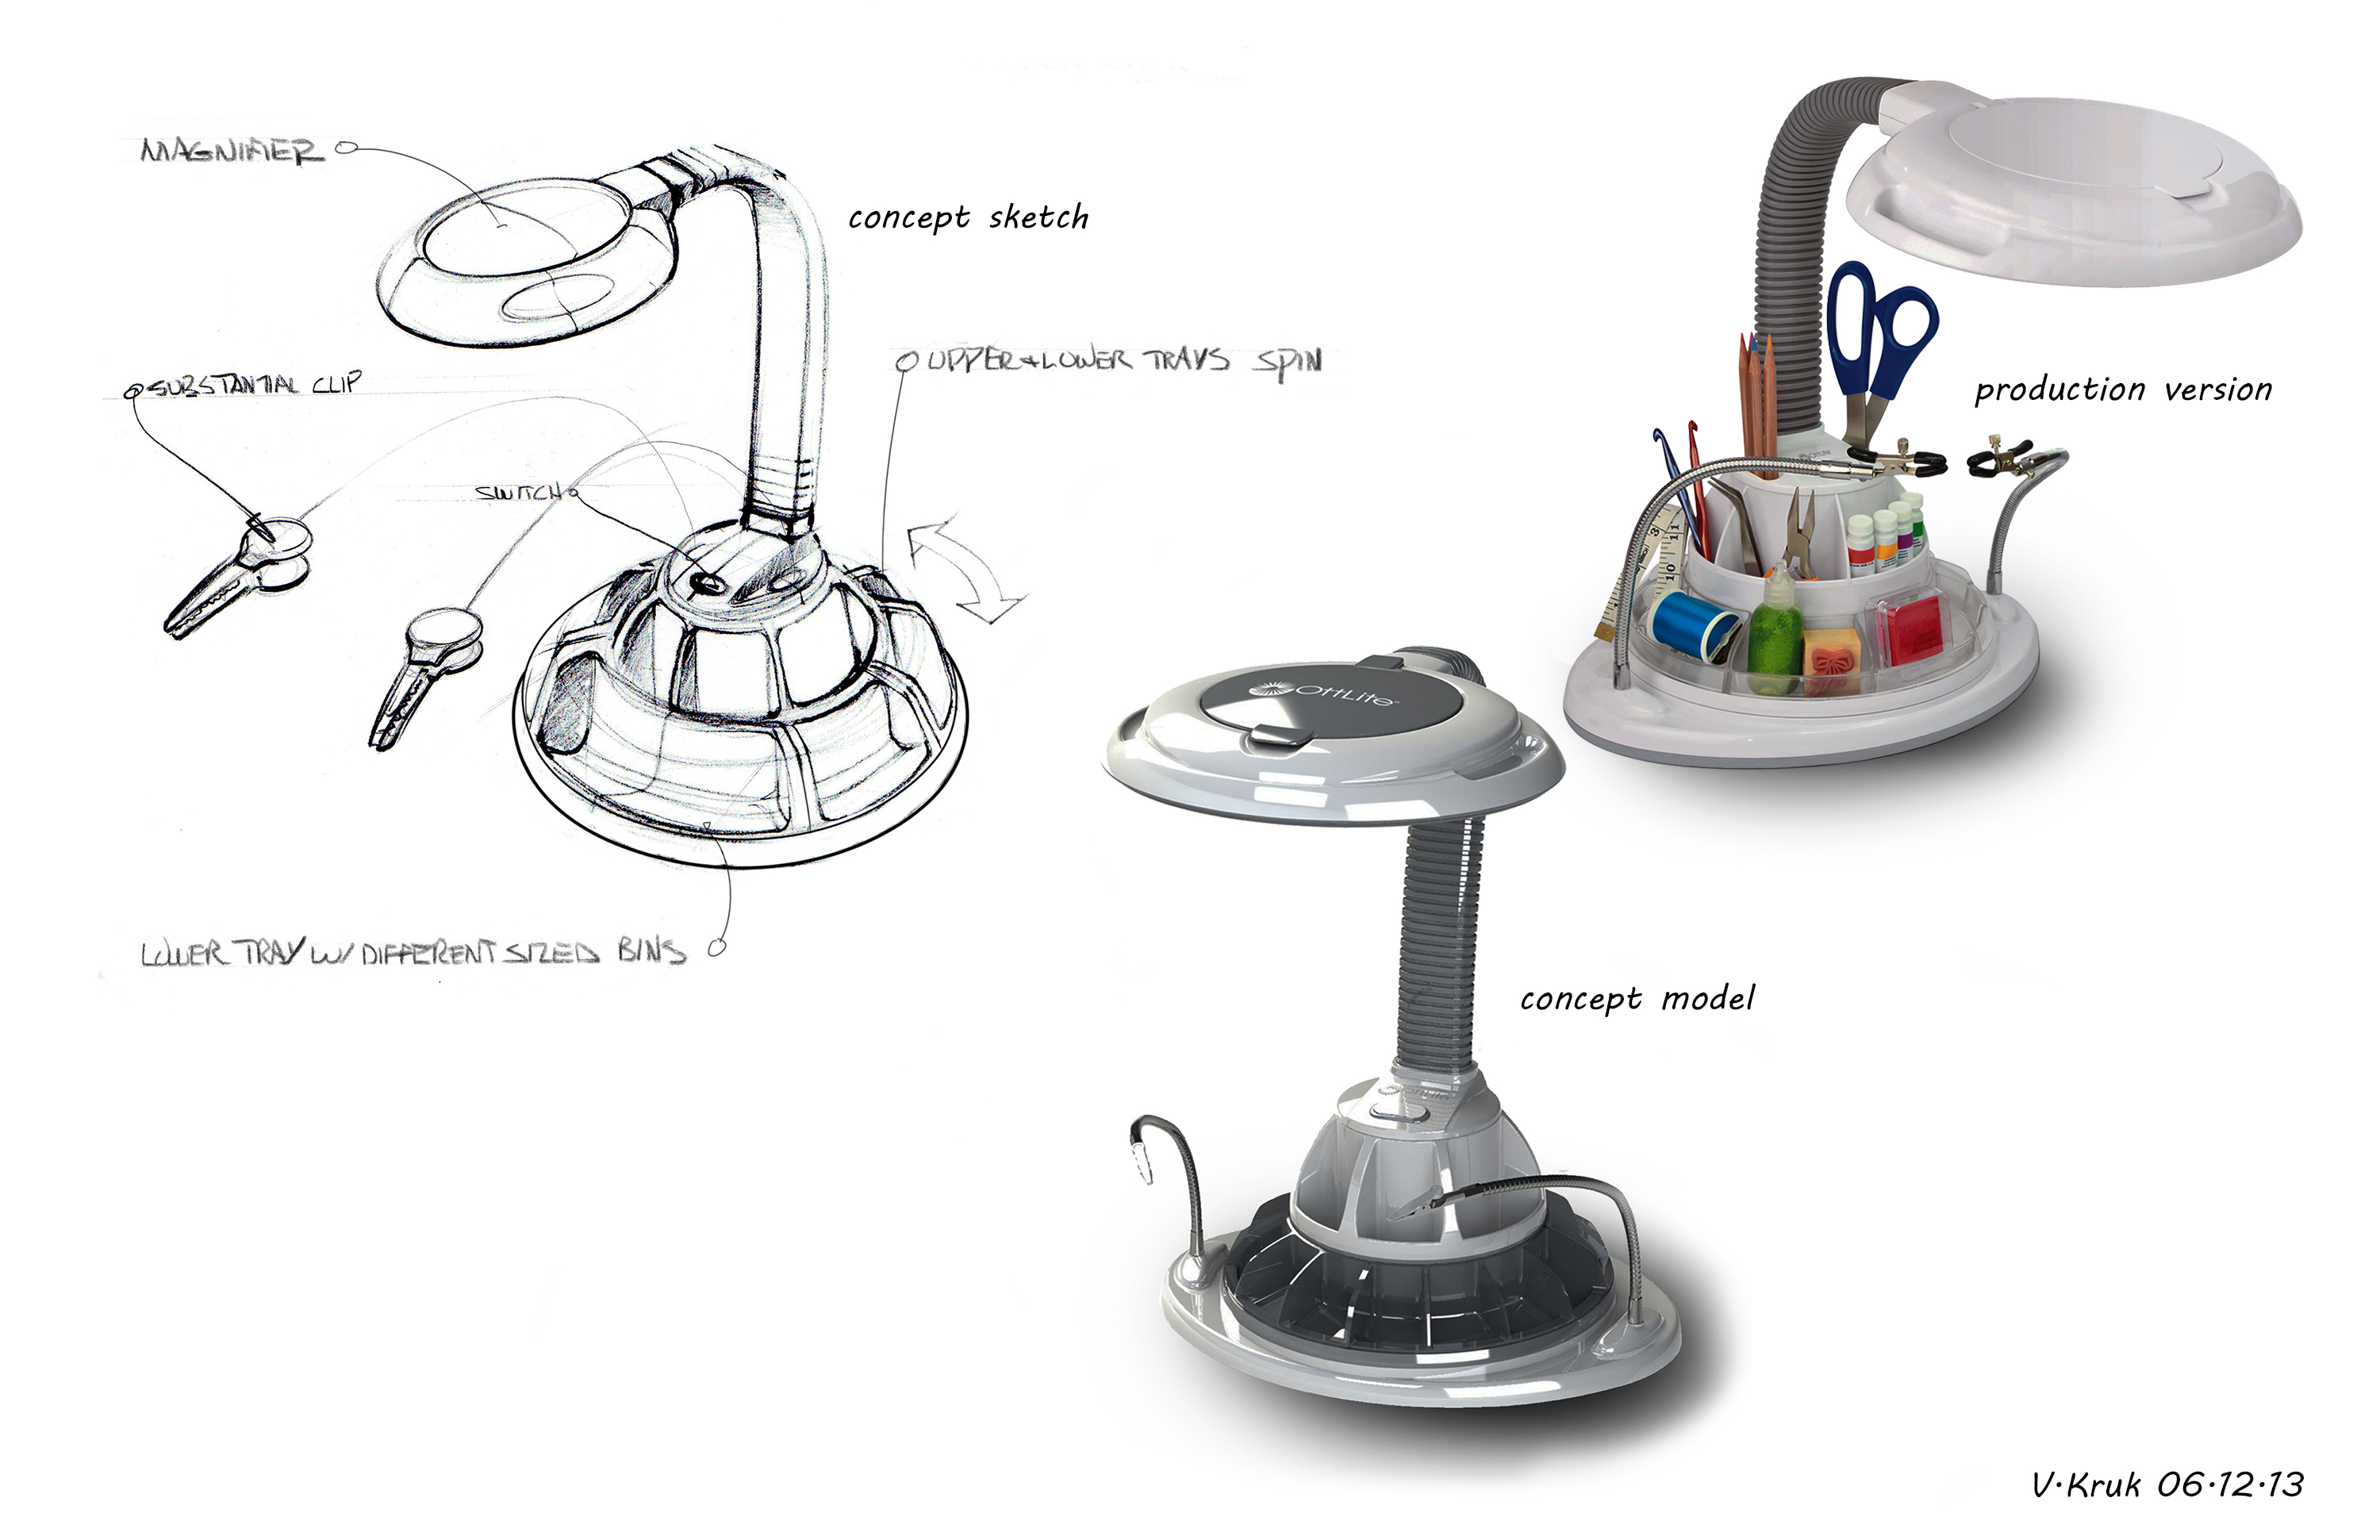 MAGNIFIER
concept sketch
UPPER + LOWER TRAYS SPIN
SUBSTANTIAL CLIP
production version
SWITCH
OttLite
LOWER TRAY W/ DIFFERENT SIZED BINS
concept model
OttLite
V·Kruk 06·12·13